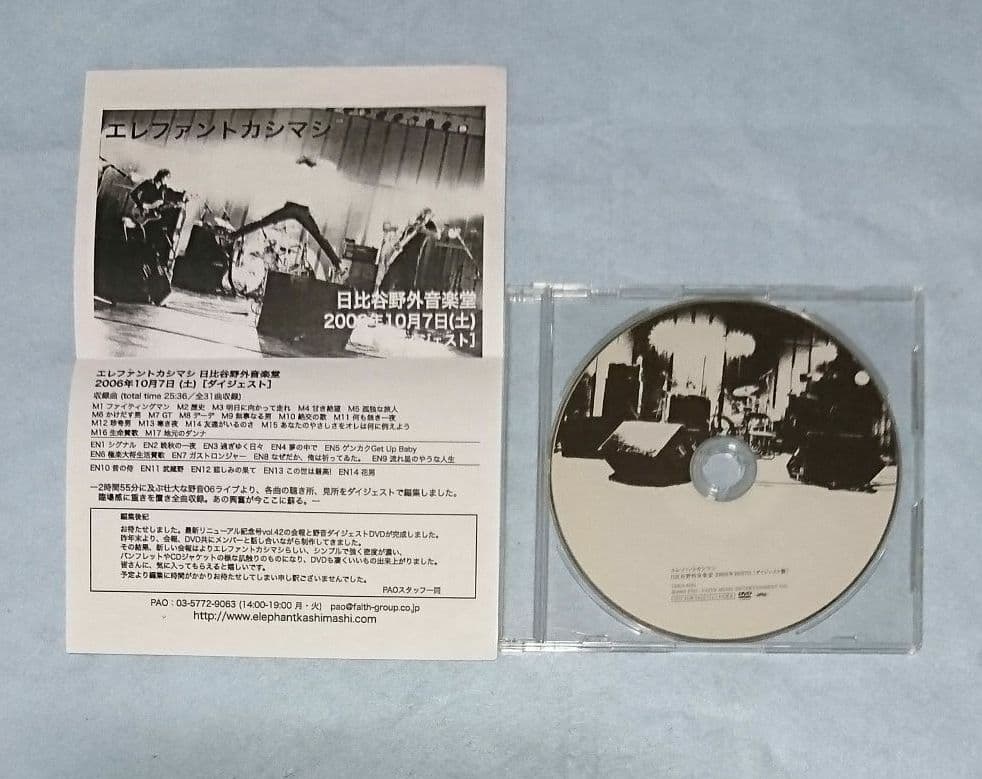 エレファントカシマシ
日比谷野外音楽堂
2006年10月7日(土)
ジェスト]
エレファントカシマシ 日比谷野外音楽堂
2006年10月7日 (土) [ダイジェスト]
収録曲 (total time 25:36/全31曲収録)
M1 ファイティングマン M2 歴史 M3 明日に向かって走れ M4 甘き絶望 M5 孤独な旅人
M6 かけだす男 M7 GT M8 デーデ M9 無事なる男 M10 絶交の歌 M11 何も無き一夜
M12 珍奇男 M13 寒き夜 M14 友達がいるのさ M15 あなたのやさしさをオレは何に例えよう
M16 生命賛歌 M17 地元のダンナ
EN1 シグナル EN2 晩秋の一夜 EN3 過ぎゆく日々 EN4 夢の中で EN5 ゲンカクGet Up Baby
EN6 極楽大将生活賛歌 EN7 ガストロンジャー EN8 なぜだか、俺は祈ってゐた。 EN9 流れ星のやうな人生
EN10 昔の侍 EN11 武蔵野 EN12 悲しみの果て EN13 この世は最高! EN14 花男
―2時間55分に及ぶ壮大な野音06ライブより、各曲の聴き所、見所をダイジェストで編集しました。
臨場感に重きを置き全曲収録。あの興奮が今ここに蘇る。―
編集後記
お待たせしました。最新リニューアル記念号vol.42の会報と野音ダイジェストDVDが完成しました。
昨年末より、会報、DVD共にメンバーと話し合いながら制作してきました。
その結果、新しい会報はよりエレファントカシマシらしい、シンプルで強く密度が濃い、
パンフレットやCDジャケットの様な肌触りのものになり、DVDも凄くいいもの出来上がりました。
皆さんに、気に入ってもらえると嬉しいです。
予定より編集に時間がかかりお待たせしてしまい申し訳ございませんでした。
PAOスタッフ一同
PAO:03-5772-9063 (14:00-19:00 月・火) pao@faith-group.co.jp
http://www.elephantkashimashi.com
エレファントカシマシ
DVD